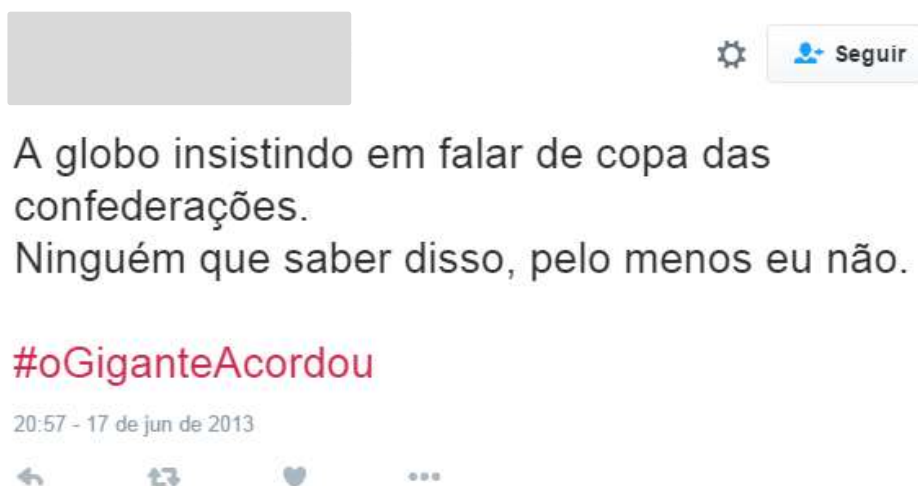 Seguir
A globo insistindo em falar de copa das
confederações.
Ninguém que saber disso, pelo menos eu não.
#oGiganteAcordou
20:57 - 17 de jun de 2013